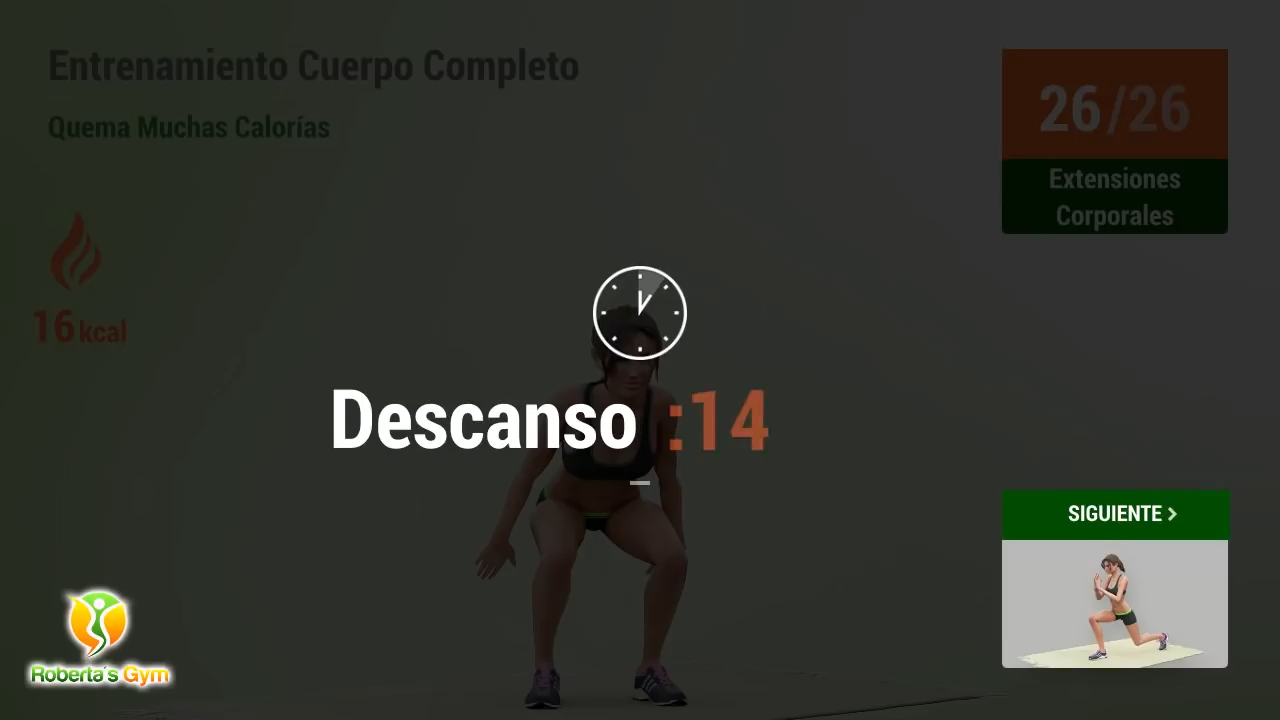 Entrenamiento Cuerpo Completo
Quema Muchas Calorías
26/26
Extensiones
Corporales
16 kcal
Descanso :14
SIGUIENTE >
Roberta's Gym